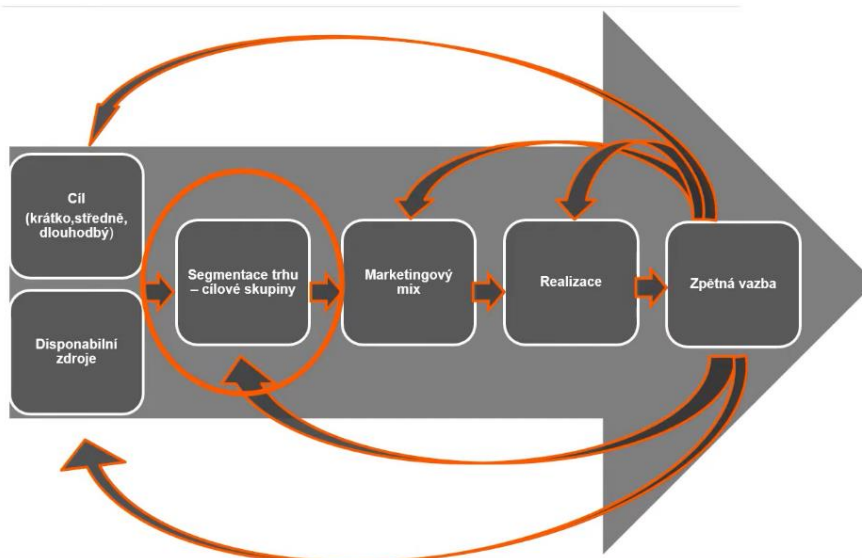 Cíl
(krátko,středně,
dlouhodbý)
Disponabilní
zdroje
Segmentace trhu
– cílové skupiny
Marketingový
mix
Realizace
Zpětná vazba